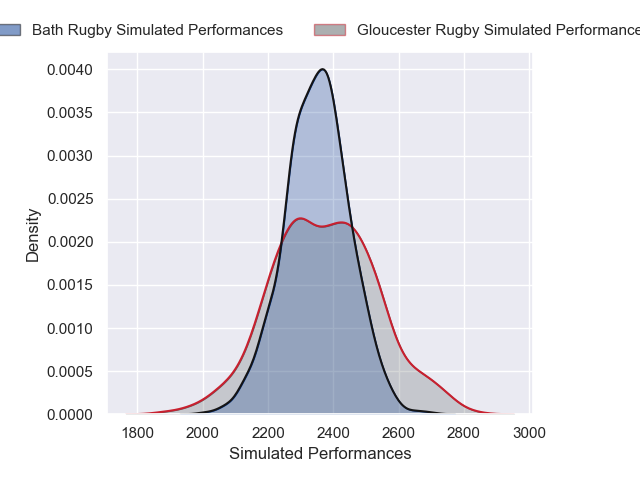 Bath Rugby Simulated Performances
Gloucester Rugby Simulated Performance
0.0040
0.0035
0.0030
0.0025
0.0020
0.0015
0.0010
0.0005
0.0000
Density
1800 2000 2200 2400 2600 2800 3000
Simulated Performances